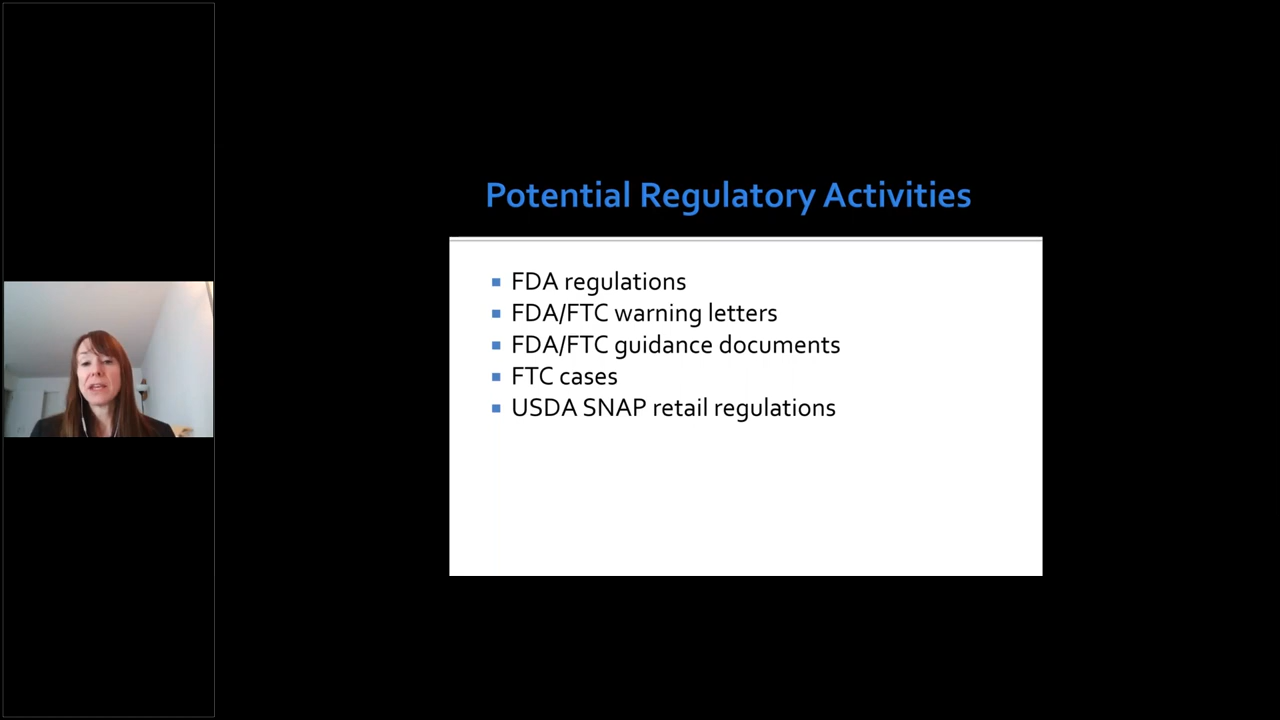 Potential Regulatory Activities
FDA regulations
FDA/FTC warning letters
FDA/FTC guidance documents
FTC cases
USDA SNAP retail regulations